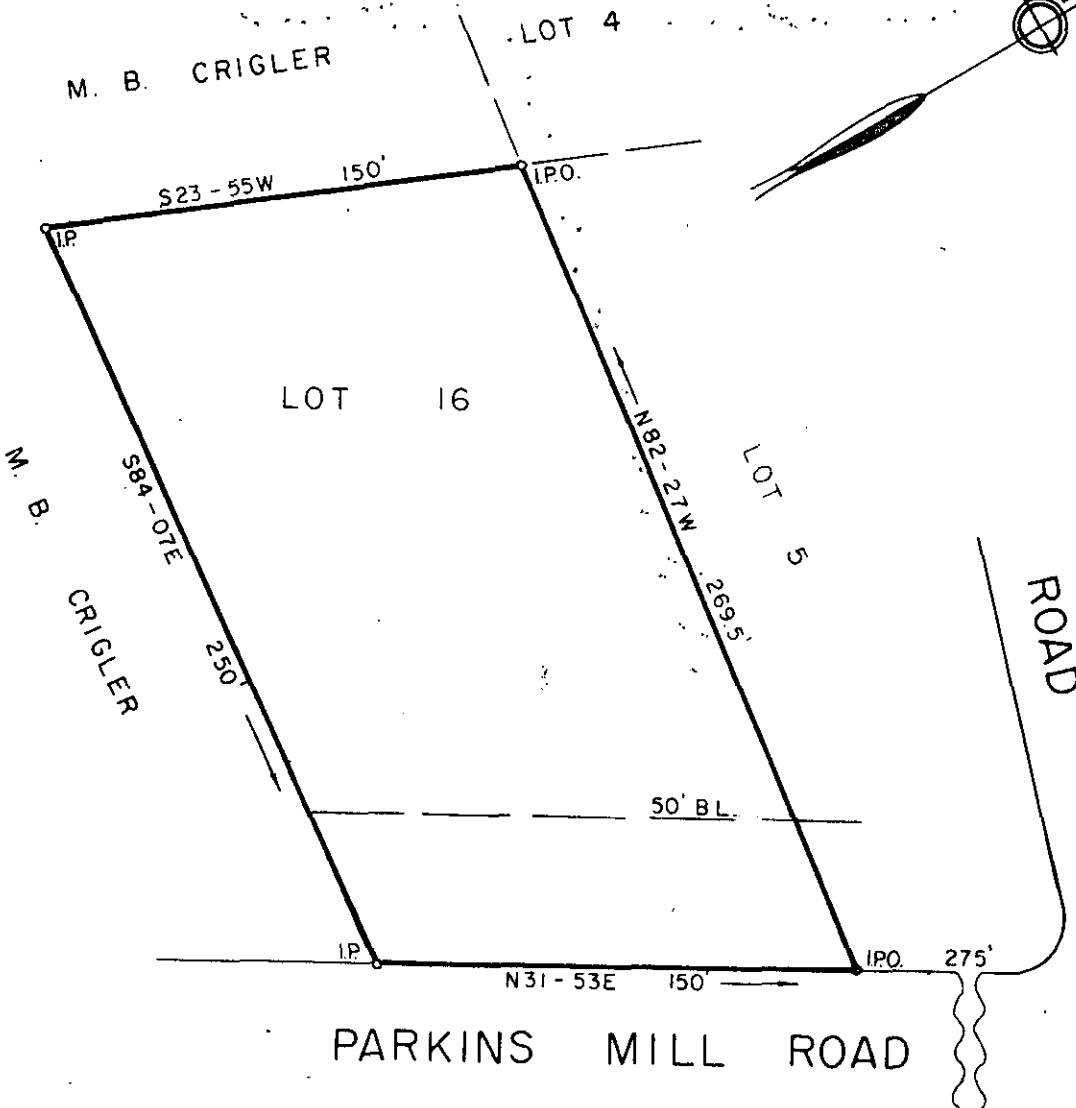 LOT 4
M. B. CRIGLER
S23-55W 150'
I.P.O.
I.P.
LOT 16
N82-27W 269.5'
LOT 5
M. B. CRIGLER
S84-07E 250'
ROAD
50' BL.
I.P.
I.P.O. 275'
N31-53E 150'
PARKINS MILL ROAD